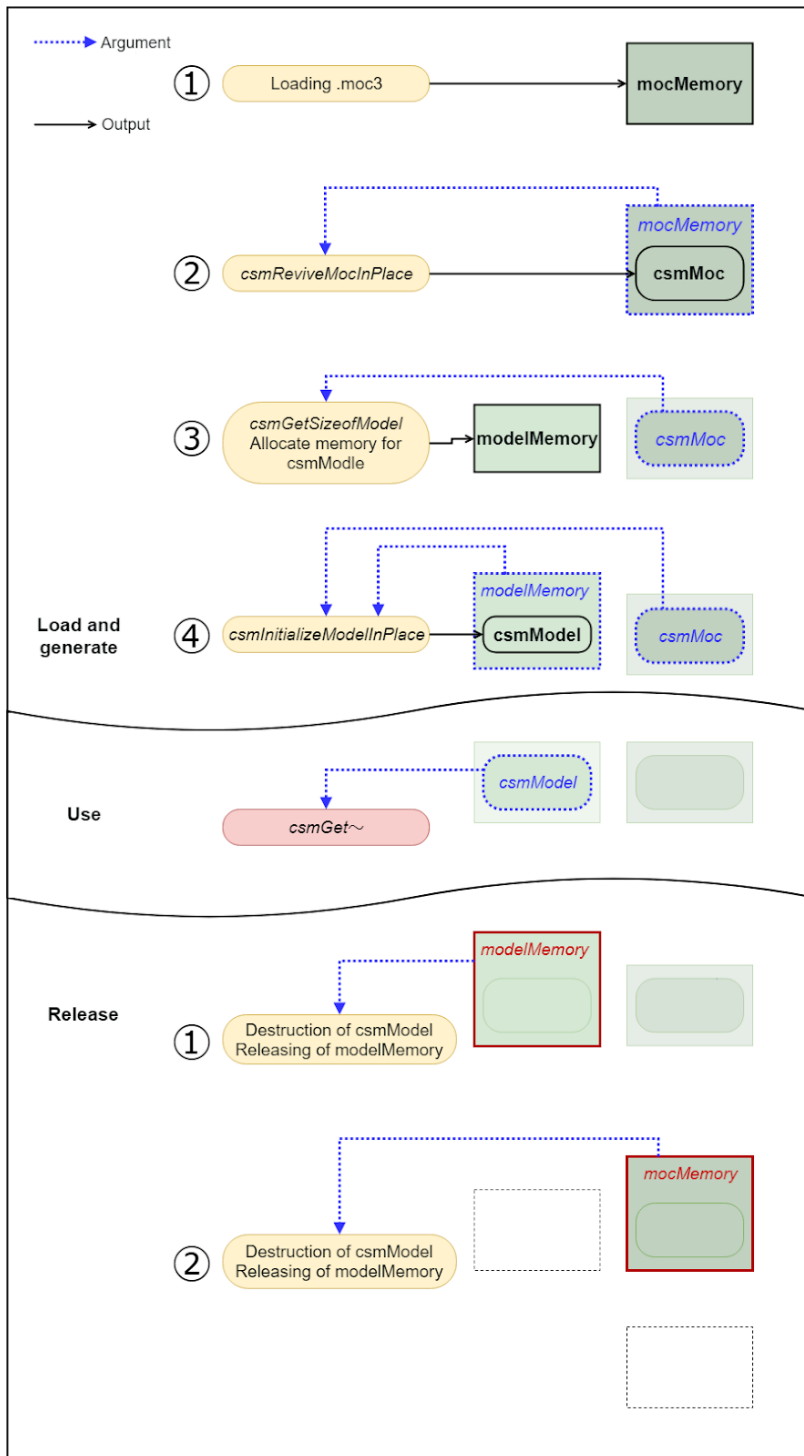 Argument
① Loading .moc3
mocMemory
Output
mocMemory
② csmReviveMocInPlace
csmMoc
③ csmGetSizeofModel
Allocate memory for
csmModle
modelMemory
csmMoc
modelMemory
Load and
generate
④ csmInitializeModelInPlace
csmModel
csmMoc
csmModel
Use
csmGet～
modelMemory
Release
① Destruction of csmModel
Releasing of modelMemory
mocMemory
② Destruction of csmModel
Releasing of modelMemory